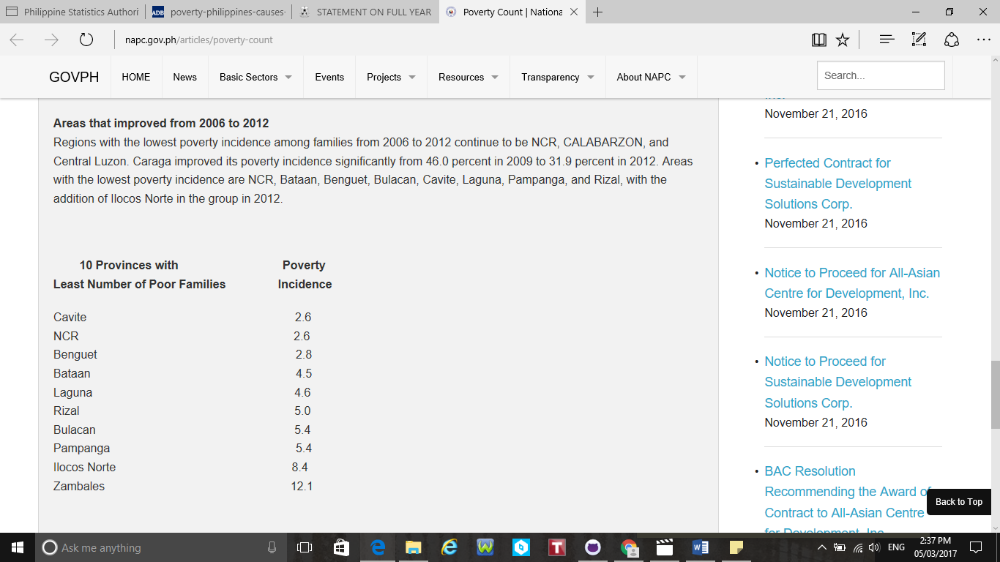 Philippine Statistics Authori
ADB poverty-philippines-causes-
STATEMENT ON FULL YEAR
Poverty Count | Nationa
napc.gov.ph/articles/poverty-count
GOVPH HOME News Basic Sectors Events Projects Resources Transparency About NAPC Search...
Areas that improved from 2006 to 2012
Regions with the lowest poverty incidence among families from 2006 to 2012 continue to be NCR, CALABARZON, and
Central Luzon. Caraga improved its poverty incidence significantly from 46.0 percent in 2009 to 31.9 percent in 2012. Areas
with the lowest poverty incidence are NCR, Bataan, Benguet, Bulacan, Cavite, Laguna, Pampanga, and Rizal, with the
addition of Ilocos Norte in the group in 2012.
10 Provinces with Poverty
Least Number of Poor Families Incidence
Cavite 2.6
NCR 2.6
Benguet 2.8
Bataan 4.5
Laguna 4.6
Rizal 5.0
Bulacan 5.4
Pampanga 5.4
Ilocos Norte 8.4
Zambales 12.1
November 21, 2016
• Perfected Contract for
Sustainable Development
Solutions Corp.
November 21, 2016
• Notice to Proceed for All-Asian
Centre for Development, Inc.
November 21, 2016
• Notice to Proceed for
Sustainable Development
Solutions Corp.
November 21, 2016
• BAC Resolution
Recommending the Award of
Contract to All-Asian Centre
for Development, Inc
Back to Top
Ask me anything
ENG
2:37 PM
05/03/2017